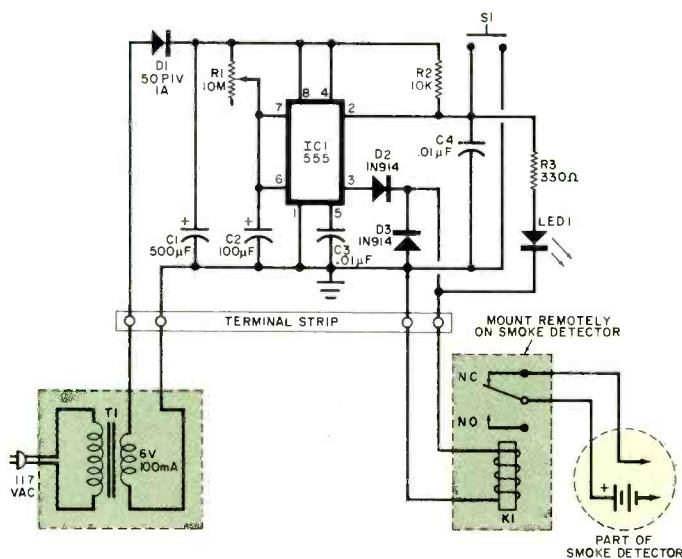 S1
D1
50 PIV
1A
R1
10M
R2
10K
8 4
7
2
IC1
555
C4
.01µF
D2
1N914
R3
330Ω
6
3
1
5
D3
1N914
LED1
+
C1
500µF
+
C2
100µF
C3
.01µF
TERMINAL STRIP
MOUNT REMOTELY
ON SMOKE DETECTOR
NC
T1
NO
6V
100mA
117
VAC
+
K1
PART OF
SMOKE DETECTOR